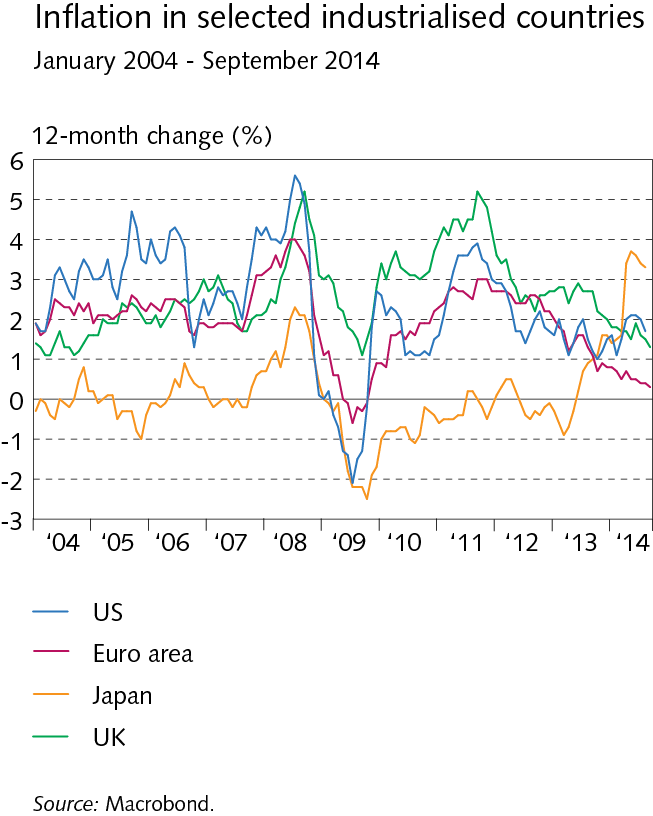 Inflation in selected industrialised countries
January 2004 - September 2014
12-month change (%)
6
5
4
3
2
1
0
-1
-2
-3
‘04 ‘05 ‘06 ‘07 ‘08 ‘09 ‘10 ‘11 ‘12 ‘13 ‘14
US
Euro area
Japan
UK
Source: Macrobond.